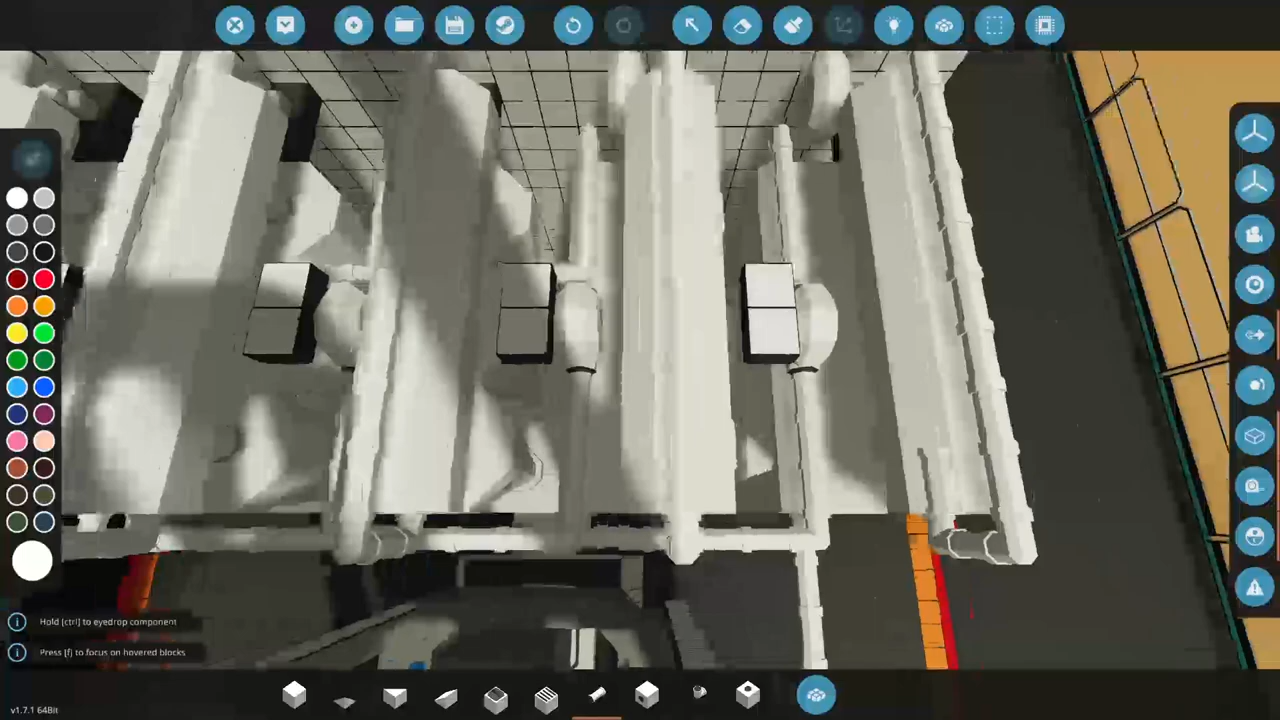 Hold [ctrl] to eyedrop component
Press [f] to focus on hovered blocks
v1.7.1 64Bit